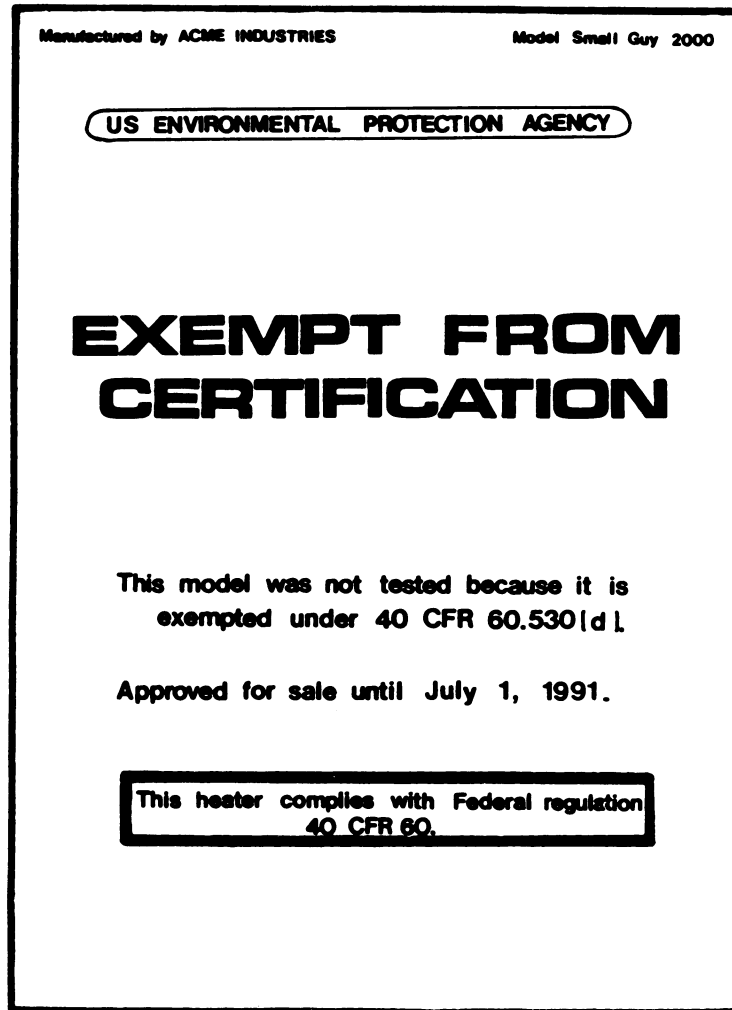 Manufactured by ACME INDUSTRIES Model Small Guy 2000
US ENVIRONMENTAL PROTECTION AGENCY
EXEMPT FROM
CERTIFICATION
This model was not tested because it is
exempted under 40 CFR 60.530(d).
Approved for sale until July 1, 1991.
This heater complies with Federal regulation
40 CFR 60.